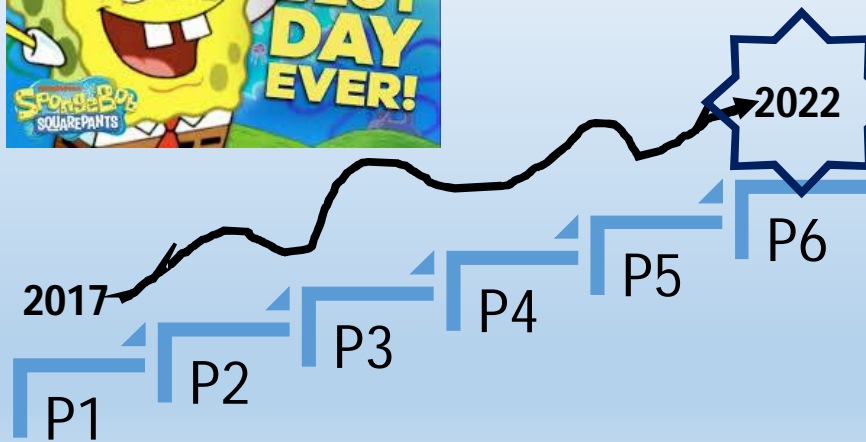 DAY
EVER!
SpongeBob
SQUAREPANTS
2022
2017
P1
P2
P3
P4
P5
P6